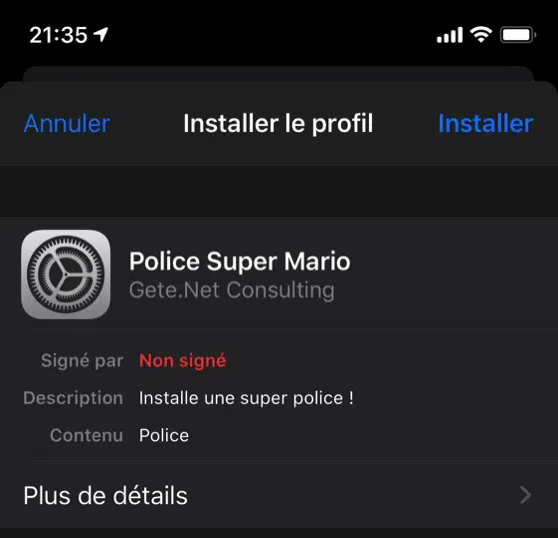 21:35
Annuler Installer le profil Installer
Police Super Mario
Gete.Net Consulting
Signé par Non signé
Description Installe une super police !
Contenu Police
Plus de détails